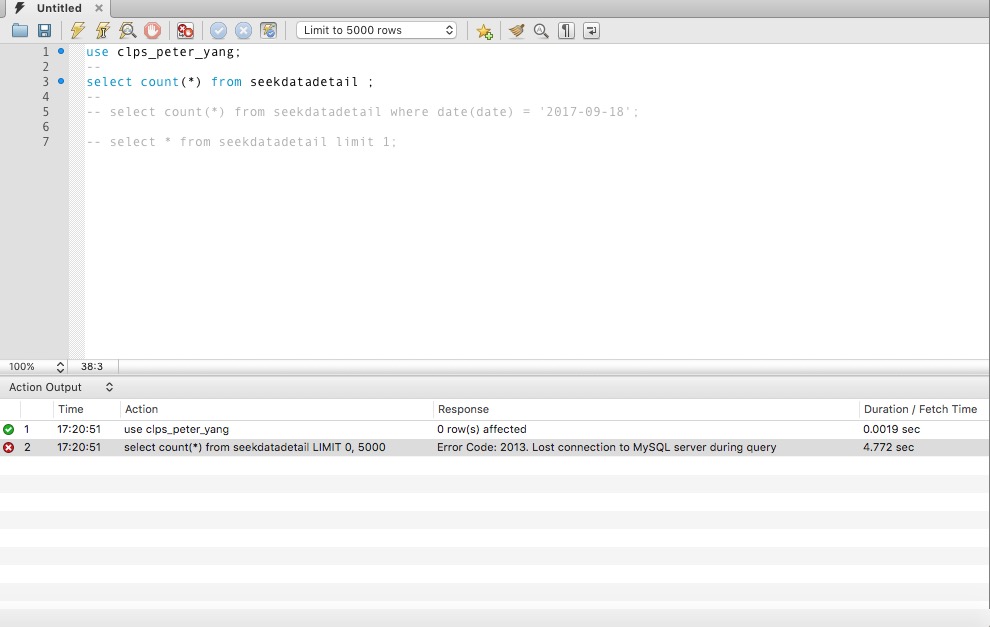 Untitled
Limit to 5000 rows
1 use clps_peter_yang;
2 --
3 select count(*) from seekdatadetail ;
4 --
5 -- select count(*) from seekdatadetail where date(date) = '2017-09-18';
6
7 -- select * from seekdatadetail limit 1;
100% 38:3
Action Output
Time Action Response Duration / Fetch Time
1 17:20:51 use clps_peter_yang 0 row(s) affected 0.0019 sec
2 17:20:51 select count(*) from seekdatadetail LIMIT 0, 5000 Error Code: 2013. Lost connection to MySQL server during query 4.772 sec